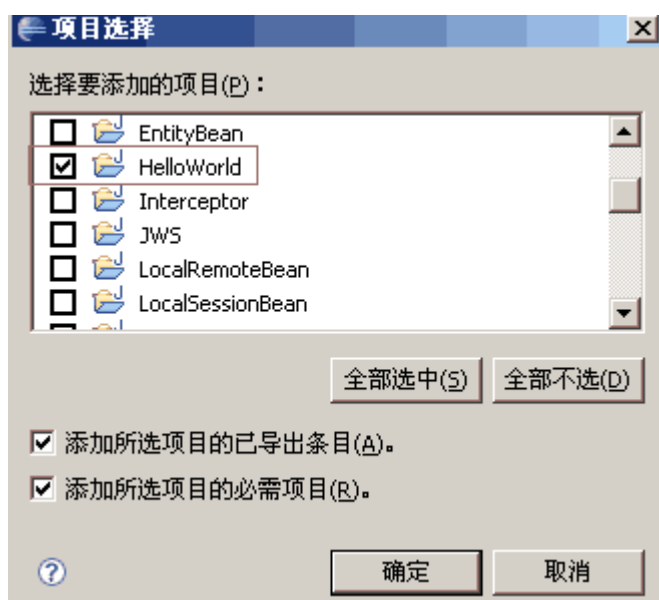 项目选择
选择要添加的项目(P)：
EntityBean
HelloWorld
Interceptor
JWS
LocalRemoteBean
LocalSessionBean
全部选中(S) 全部不选(D)
添加所选项目的已导出条目(A)。
添加所选项目的必需项目(R)。
确定 取消